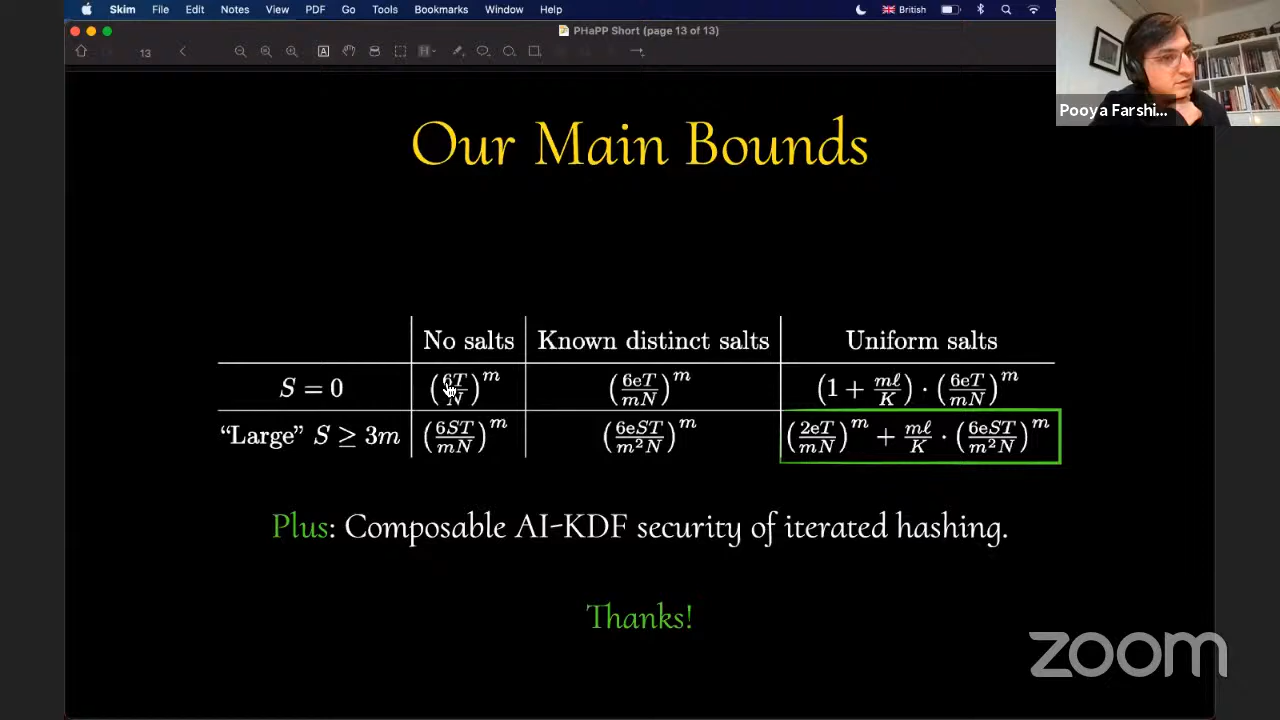 Skim File Edit Notes View PDF Go Tools Bookmarks Window Help British
PHaPP Short (page 13 of 13)
13
Pooya Farshi...
Our Main Bounds
No salts Known distinct salts Uniform salts
S = 0 (6T/N)^m (6eT/mN)^m (1 + mℓ/K) · (6eT/mN)^m
“Large” S ≥ 3m (6ST/mN)^m (6eST/m²N)^m (2eT/mN)^m + mℓ/K · (6eST/m²N)^m
Plus: Composable AI-KDF security of iterated hashing.
Thanks!
zoom